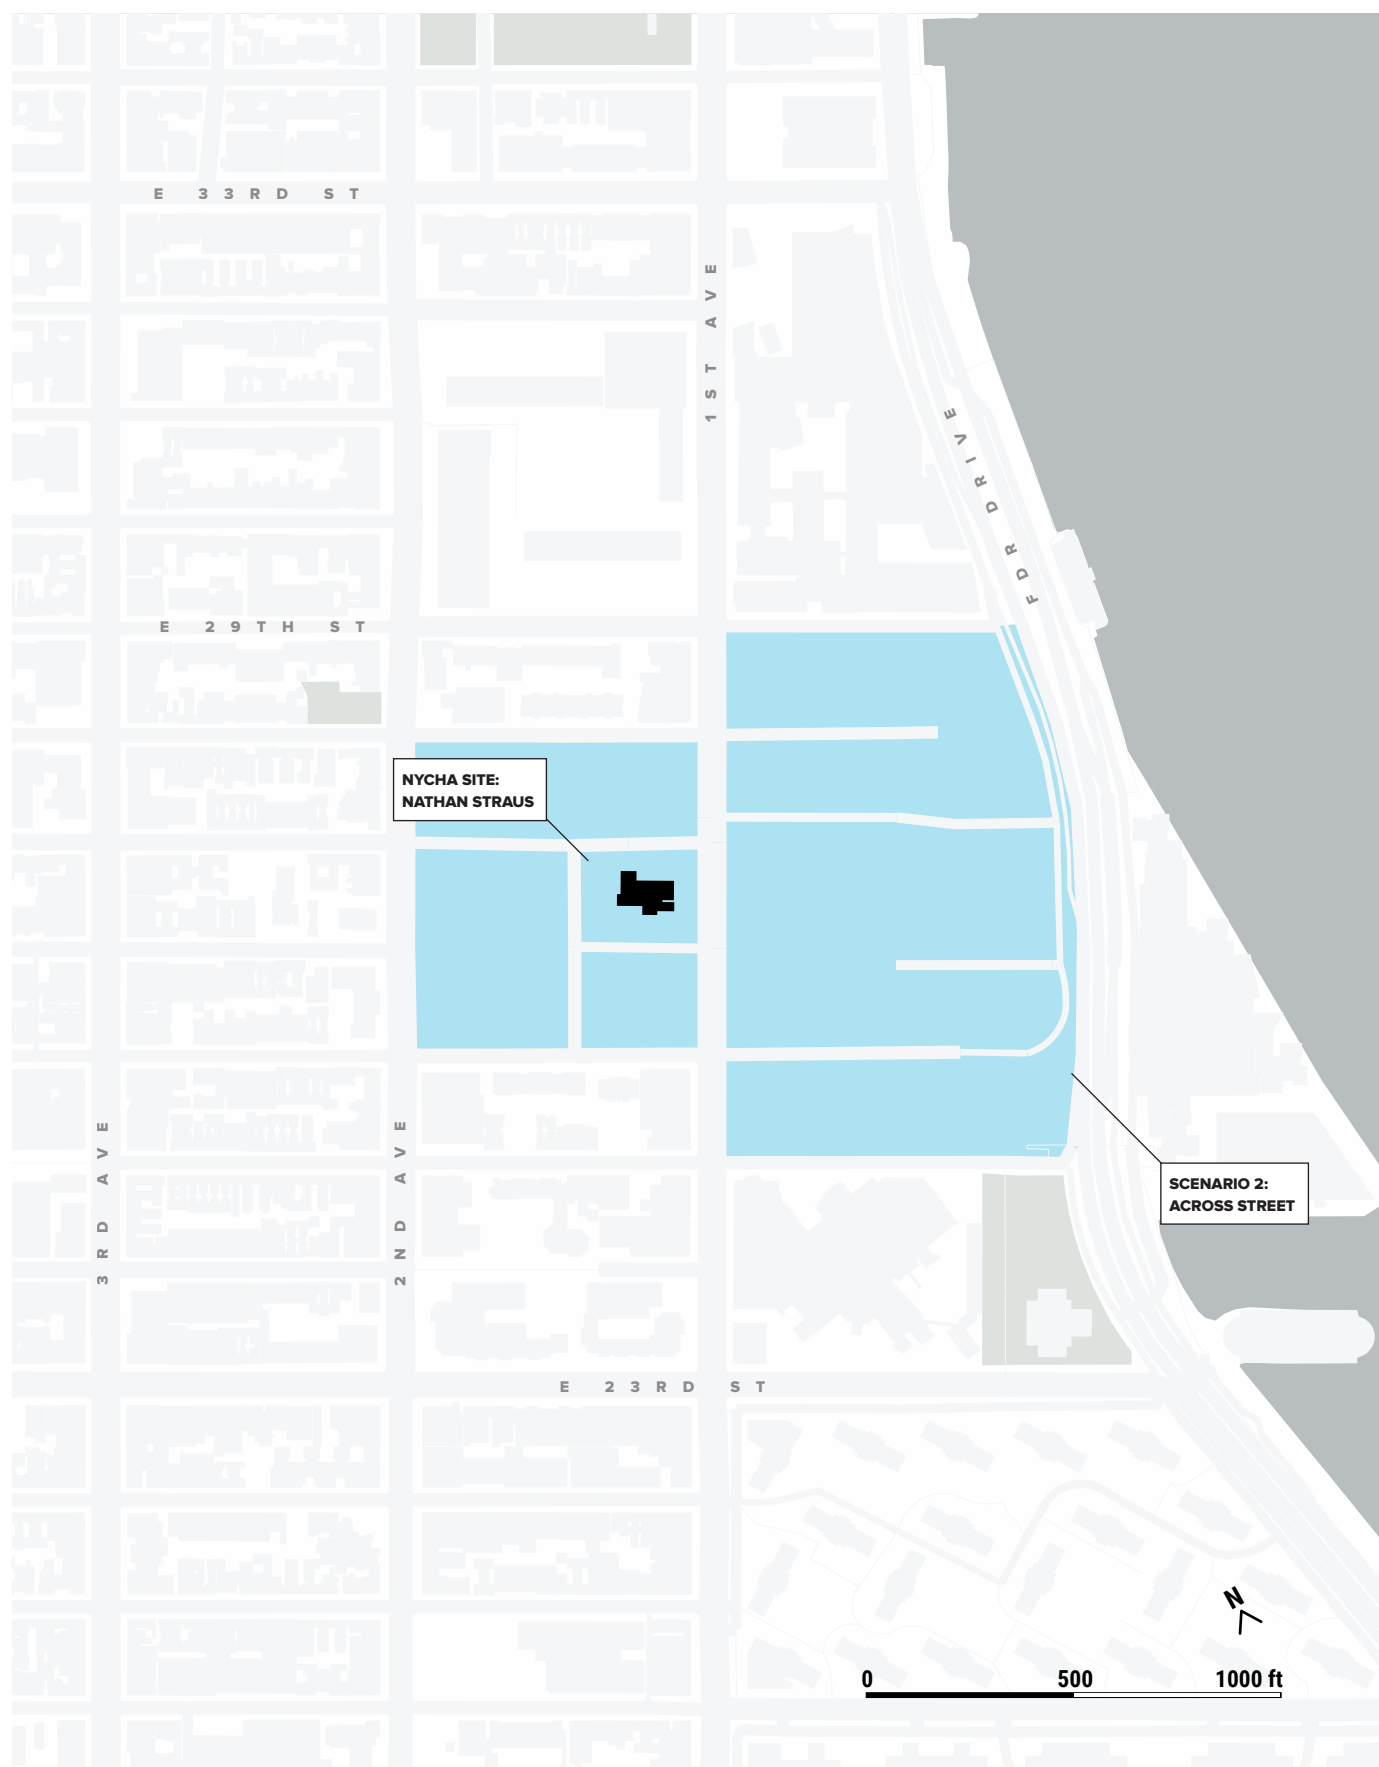 E 33RD ST
1ST AVE
FDR DRIVE
E 29TH ST
NYCHA SITE:
NATHAN STRAUS
3RD AVE
2ND AVE
SCENARIO 2:
ACROSS STREET
E 23RD ST
N
0 500 1000 ft